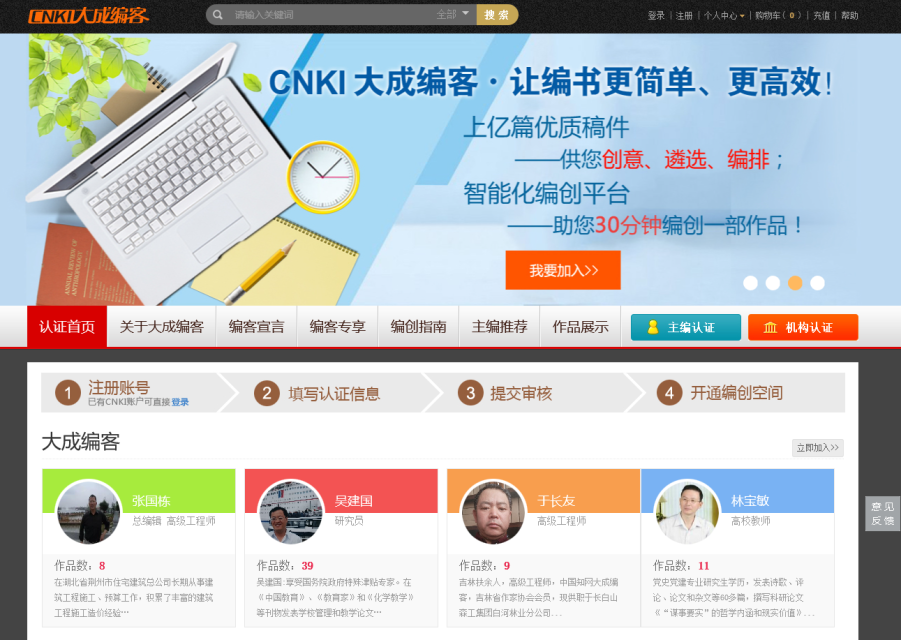 CNKI大成编客
请输入关键词
全部
搜 索
登录 | 注册 | 个人中心 | 购物车( 0 ) | 充值 | 帮助
CNKI 大成编客·让编书更简单、更高效!
上亿篇优质稿件
——供您创意、遴选、编排；
智能化编创平台
——助您30分钟编创一部作品！
我要加入>>
ANNUAL REVIEW OF ANTHROPOLOGY
认证首页
关于大成编客
编客宣言
编客专享
编创指南
主编推荐
作品展示
主编认证
机构认证
1 注册账号
已有CNKI账户可直接登录
2 填写认证信息
3 提交审核
4 开通编创空间
大成编客
立即加入>>
张国栋
总编辑 高级工程师
作品数：8
在湖北省荆州市住宅建筑总公司长期从事建
筑工程施工、预算工作，积累了丰富的建筑
工程施工造价经验…
吴建国
研究员
作品数：39
吴建国:享受国务院政府特殊津贴专家。在
《中国教育》、《教育家》和《化学教学》
等刊物发表学校管理和教学论文…
于长友
高级工程师
作品数：9
吉林扶余人，高级工程师，中国知网大成编
客，吉林省作家协会会员，现供职于长白山
森工集团白河林业分公司...
林宝敏
高校教师
作品数：11
党史党建专业研究生学历，发表诗歌、评
论、论文和杂文等60多篇，撰写科研论文
《“谋事要实”的哲学内涵和现实价值》...
意 见
反 馈